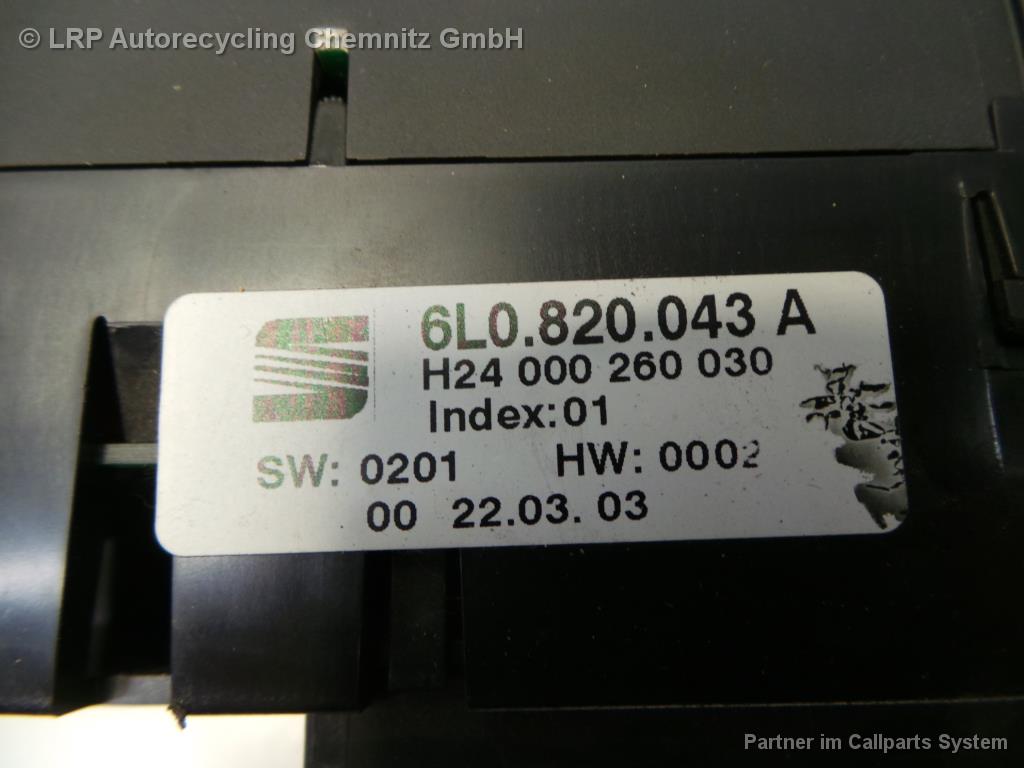 © LRP Autorecycling Chemnitz GmbH
6L0.820.043 A
H24 000 260 030
Index:01
SW: 0201 HW: 0002
00 22.03. 03
Partner im Callparts System